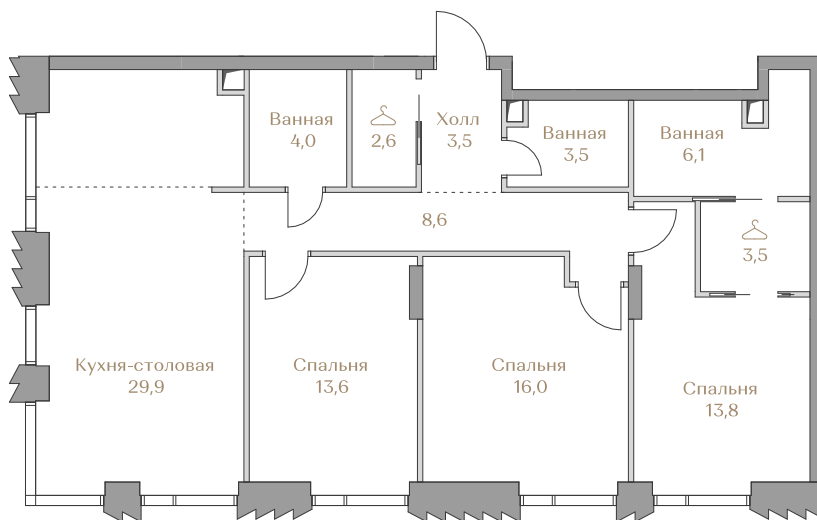 Ванная
4,0
2,6
Холл
3,5
Ванная
3,5
Ванная
6,1
8,6
3,5
Кухня-столовая
29,9
Спальня
13,6
Спальня
16,0
Спальня
13,8